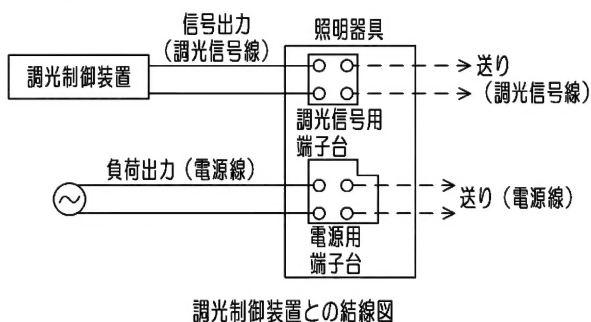 信号出力
（調光信号線）
照明器具
調光制御装置
送り
（調光信号線）
調光信号用
端子台
負荷出力（電源線）
送り（電源線）
電源用
端子台
調光制御装置との結線図